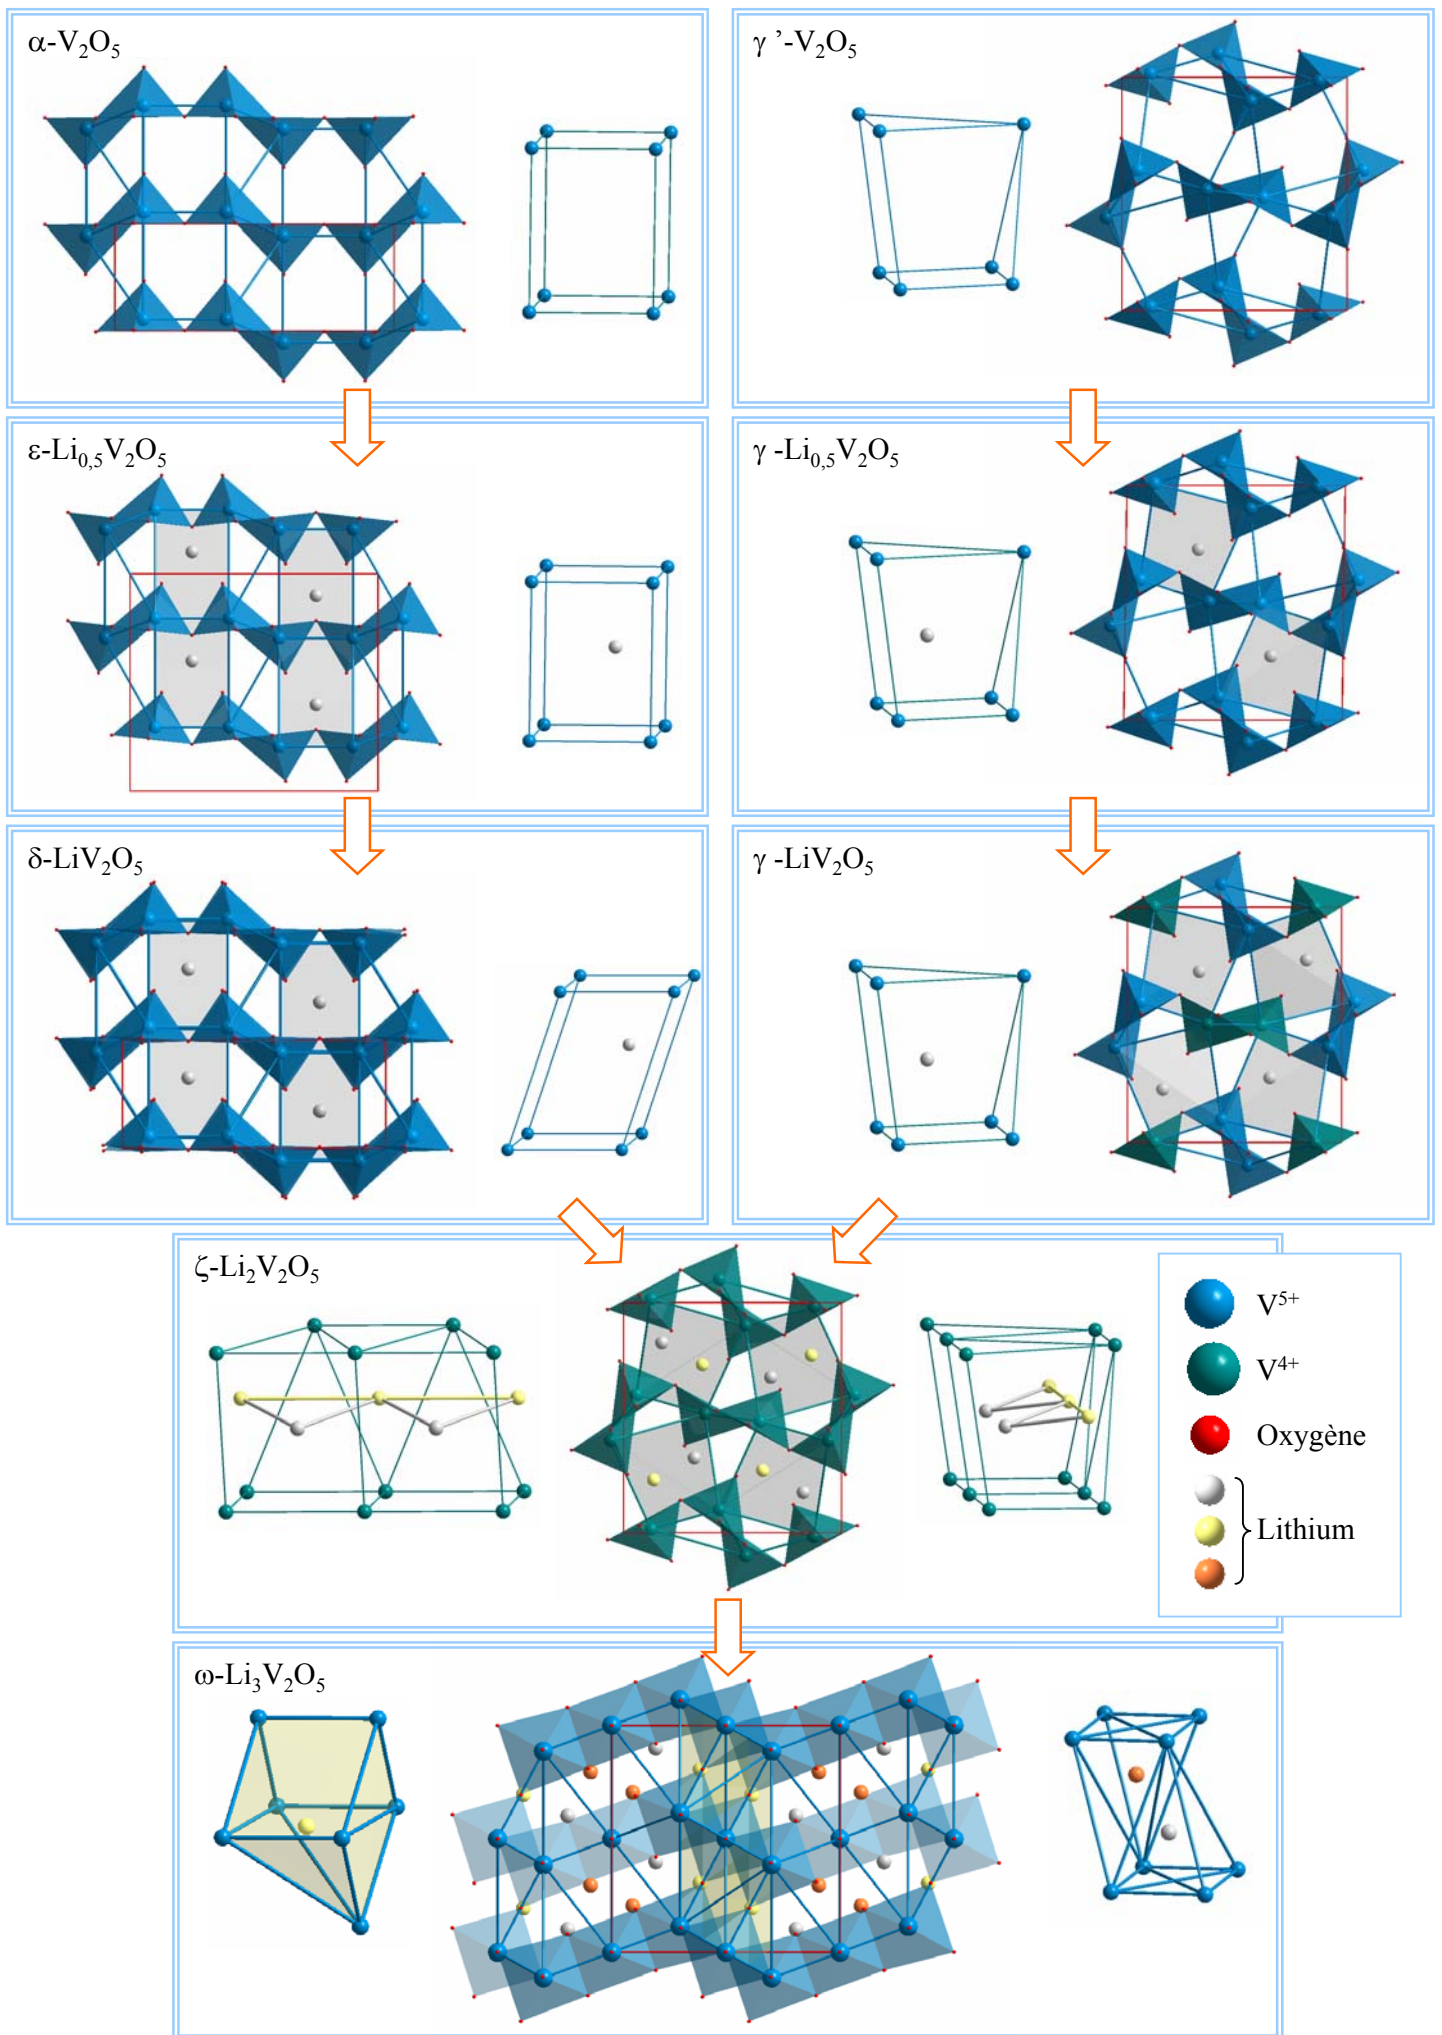 α-V₂O₅
γ ’-V₂O₅
ε-Li₀,₅V₂O₅
γ -Li₀,₅V₂O₅
δ-LiV₂O₅
γ -LiV₂O₅
ζ-Li₂V₂O₅
V⁵⁺
V⁴⁺
Oxygène
Lithium
ω-Li₃V₂O₅